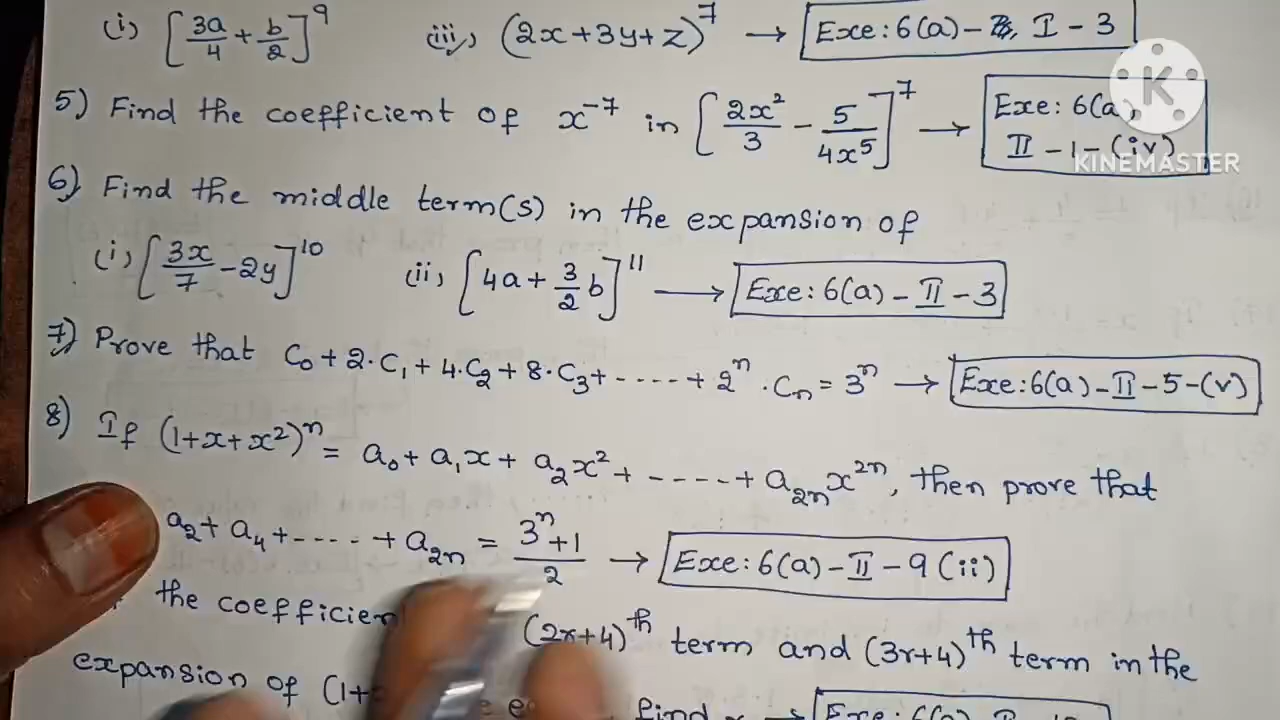 (i) [3a/4 + b/2]^9 (iii) (2x+3y+z)^7 → Exe: 6(a) - I - 3
5) Find the coefficient of x^-7 in [2x^2/3 - 5/4x^5]^7 → Exe: 6(a), II - 1 - (iv)
KINEMASTER
6) Find the middle term(s) in the expansion of
(i) [3x/7 - 2y]^10 (ii) [4a + 3/2 b]^11 → Exe: 6(a) - II - 3
7) Prove that C0 + 2·C1 + 4·C2 + 8·C3 + ----- + 2^n ·Cn = 3^n → Exe: 6(a) - II - 5 - (v)
8) If (1+x+x^2)^n = a0 + a1x + a2x^2 + ----- + a2n x^2n, then prove that
a2 + a4 + ----- + a2n = (3^n + 1)/2 → Exe: 6(a) - II - 9 (ii)
the (2r+4)^th term and (3r+4)^th term in the
expansion of find → Exe: 6(a)